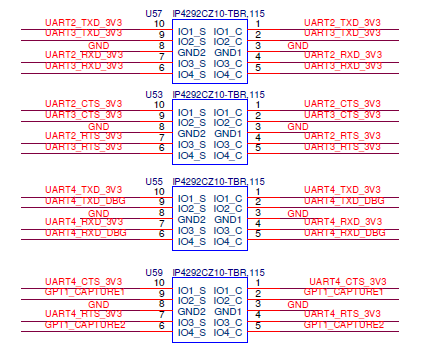 U57 IP4292CZ10-TBR,115
UART2_TXD_3V3 10 IO1_S IO1_C 1 UART2_TXD_3V3
UART3_TXD_3V3 9 IO2_S IO2_C 2 UART3_TXD_3V3
GND 8 GND2 GND1 3 GND
UART2_RXD_3V3 7 IO3_S IO3_C 4 UART2_RXD_3V3
UART3_RXD_3V3 6 IO4_S IO4_C 5 UART3_RXD_3V3
U53 IP4292CZ10-TBR,115
UART2_CTS_3V3 10 IO1_S IO1_C 1 UART2_CTS_3V3
UART3_CTS_3V3 9 IO2_S IO2_C 2 UART3_CTS_3V3
GND 8 GND2 GND1 3 GND
UART2_RTS_3V3 7 IO3_S IO3_C 4 UART2_RTS_3V3
UART3_RTS_3V3 6 IO4_S IO4_C 5 UART3_RTS_3V3
U55 IP4292CZ10-TBR,115
UART4_TXD_3V3 10 IO1_S IO1_C 1 UART4_TXD_3V3
UART4_TXD_DBG 9 IO2_S IO2_C 2 UART4_TXD_DBG
GND 8 GND2 GND1 3 GND
UART4_RXD_3V3 7 IO3_S IO3_C 4 UART4_RXD_3V3
UART4_RXD_DBG 6 IO4_S IO4_C 5 UART4_RXD_DBG
U59 IP4292CZ10-TBR,115
UART4_CTS_3V3 10 IO1_S IO1_C 1 UART4_CTS_3V3
GPT1_CAPTURE1 9 IO2_S IO2_C 2 GPT1_CAPTURE1
GND 8 GND2 GND1 3 GND
UART4_RTS_3V3 7 IO3_S IO3_C 4 UART4_RTS_3V3
GPT1_CAPTURE2 6 IO4_S IO4_C 5 GPT1_CAPTURE2